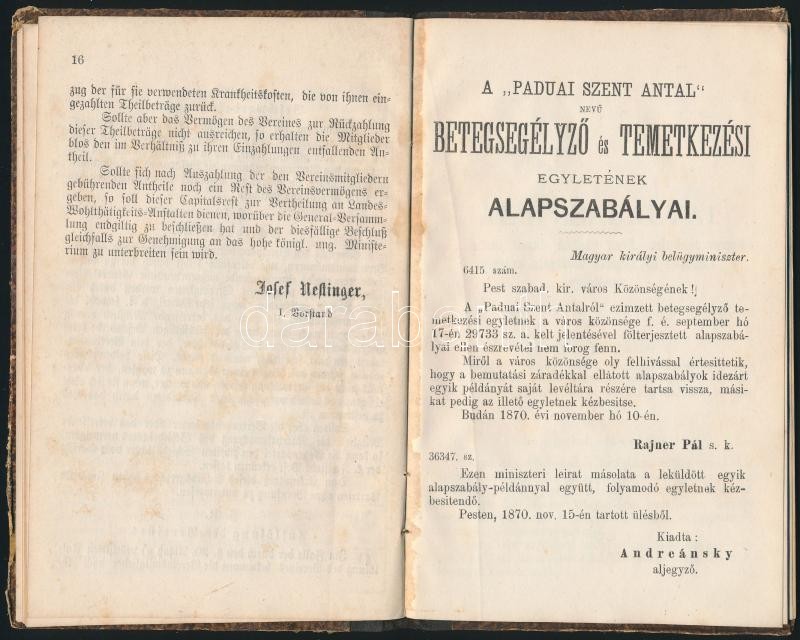 16
zug der für sie verwendeten Krankheitskosten, die von ihnen ein-
gezahlten Theilbeträge zurück.
Sollte aber das Vermögen des Vereines zur Rückzahlung
dieser Theilbeträge nicht ausreichen, so erhalten die Mitglieder
blos den im Verhältniß zu ihren Einzahlungen entfallenden An-
theil.
Sollte sich nach Auszahlung der den Vereinsmitgliedern
gebührenden Antheile noch ein Rest des Vereinsvermögens er-
geben, so soll dieser Capitalsrest zur Vertheilung an Landes-
Wohlthätigkeits-Anstalten dienen, worüber die General-Versamm-
lung endgiltig zu beschließen hat und der diesfällige Beschluß
gleichfalls zur Genehmigung an das hohe königl. ung. Ministe-
rium zu unterbreiten sein wird.
Josef Nestinger,
1. Vorstand
A „PADUAI SZENT ANTAL"
NEVŰ
BETEGSEGÉLYZŐ és TEMETKEZÉSI
EGYLETÉNEK
ALAPSZABÁLYAI.
Magyar királyi belügyminiszter.
6415 szám.
Pest szabad. kir. város Közönségének!
A „Paduai Szent Antalról" czimzett betegsegélyző te-
metkezési egyletnek a város közönsége f. é. september hó
17-én 29733 sz. a. kelt jelentésével fölterjesztett alapszabá-
lyai ellen észrevétel nem forog fenn.
Miről a város közönsége oly felhivással értesittetik,
hogy a bemutatási záradékkal ellátott alapszabályok idezárt
egyik példányát saját levéltára részére tartsa vissza, mási-
kat pedig az illető egyletnek kézbesitse.
Budán 1870. évi november hó 10-én.
Rajner Pál s. k.
36347. sz.
Ezen miniszteri leirat másolata a leküldött egyik
alapszabály-példánnyal együtt, folyamodó egyletnek kéz-
besitendő.
Pesten, 1870. nov. 15-én tartott ülésből.
Kiadta:
Andreánsky
aljegyző.